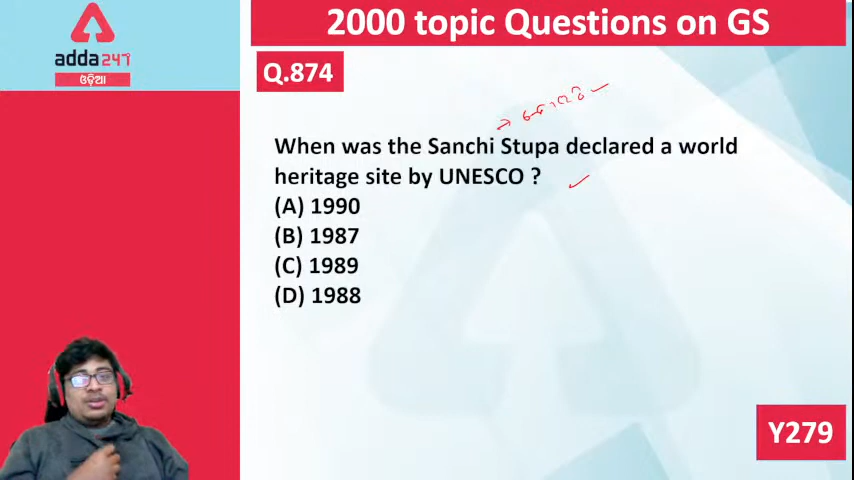 2000 topic Questions on GS
adda247
ଓଡ଼ିଆ
Q.874
When was the Sanchi Stupa declared a world
heritage site by UNESCO ?
(A) 1990
(B) 1987
(C) 1989
(D) 1988
Y279